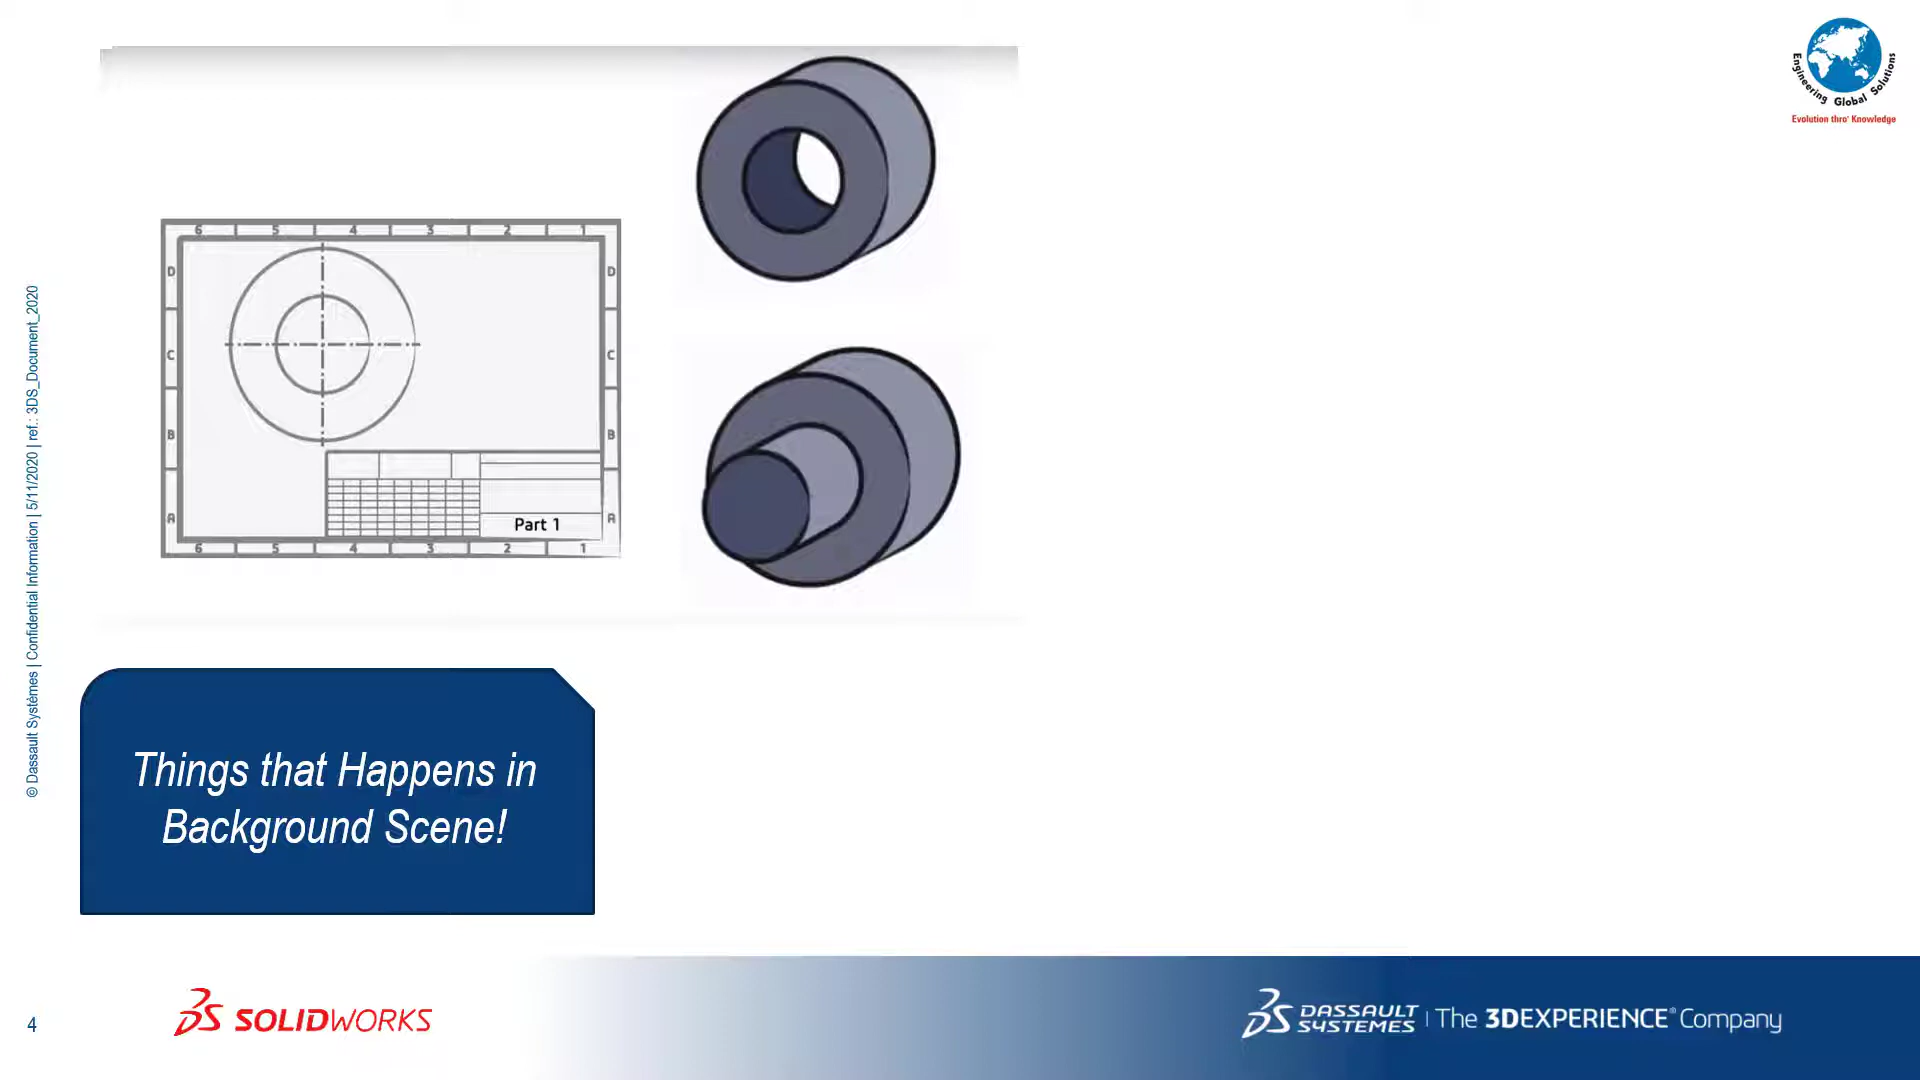 Engineering Global Solutions
Evolution thro' Knowledge
6 5 4 3 2 1
D D
C C
B B
A A
Part 1
6 5 4 3 2 1
© Dassault Systèmes | Confidential Information | 5/11/2020 | ref.: 3DS_Document_2020
Things that Happens in
Background Scene!
4
SOLIDWORKS
DASSAULT
SYSTEMES | The 3DEXPERIENCE® Company